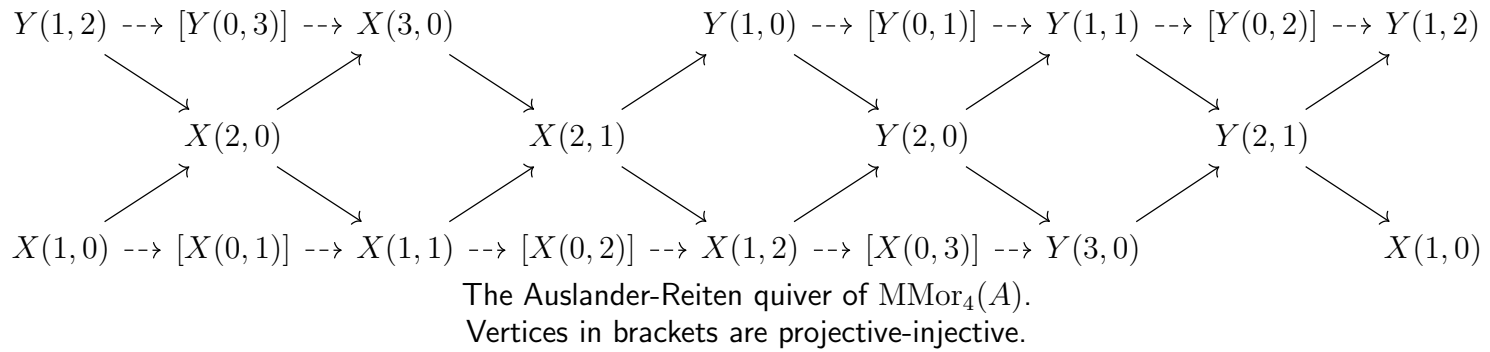 Y(1, 2) ⇢ [Y(0, 3)] ⇢ X(3, 0) Y(1, 0) ⇢ [Y(0, 1)] ⇢ Y(1, 1) ⇢ [Y(0, 2)] ⇢ Y(1, 2)
X(2, 0) X(2, 1) Y(2, 0) Y(2, 1)
X(1, 0) ⇢ [X(0, 1)] ⇢ X(1, 1) ⇢ [X(0, 2)] ⇢ X(1, 2) ⇢ [X(0, 3)] ⇢ Y(3, 0) X(1, 0)
The Auslander-Reiten quiver of MMor₄(A).
Vertices in brackets are projective-injective.